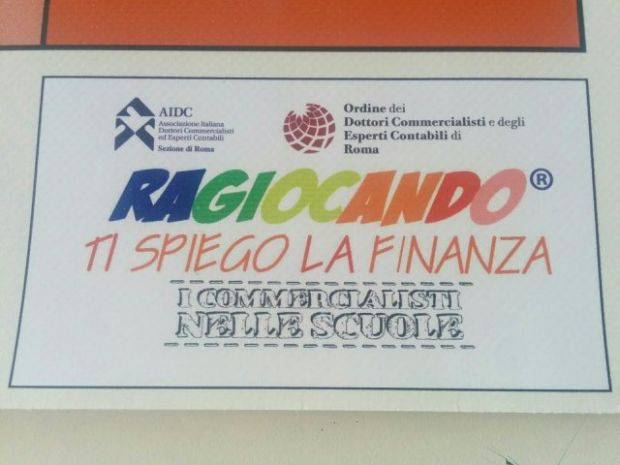 AIDC
Associazione Italiana
Dottori Commercialisti
ed Esperti Contabili
Sezione di Roma
Ordine dei
Dottori Commercialisti e degli
Esperti Contabili di
Roma
RAGIOCANDO®
TI SPIEGO LA FINANZA
I COMMERCIALISTI
NELLE SCUOLE